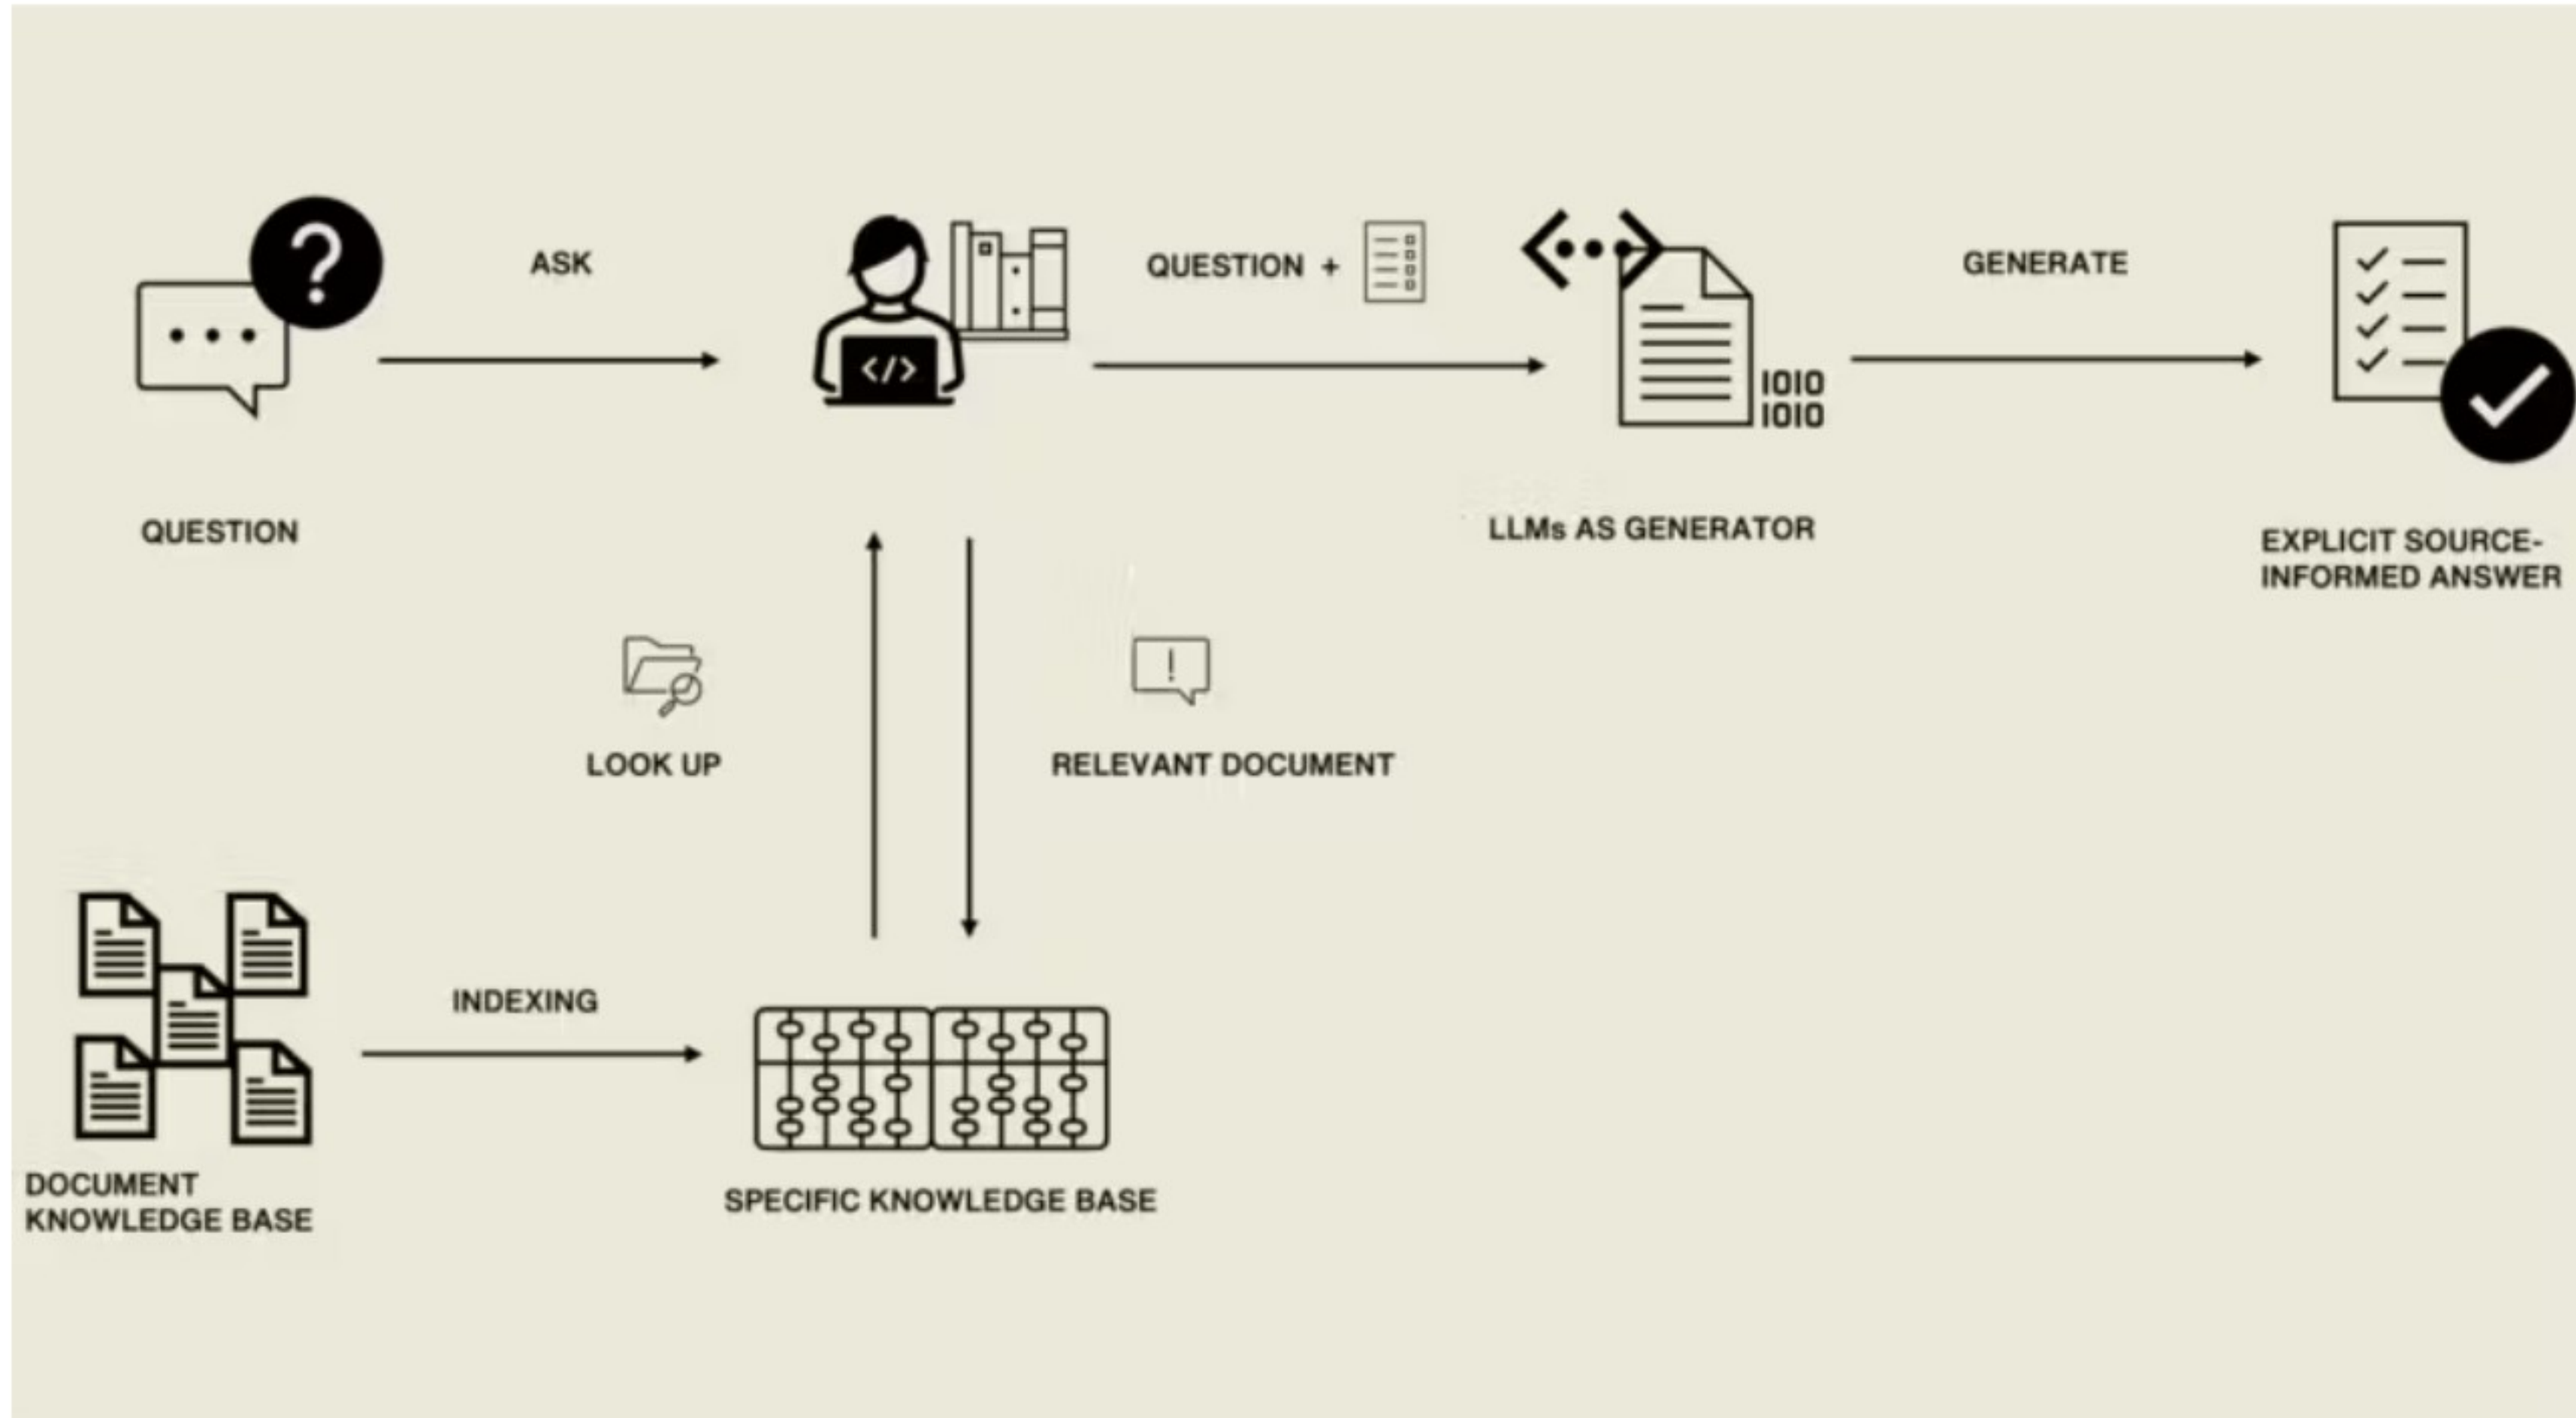 ASK
QUESTION +
GENERATE
</>
1010
1010
QUESTION
LLMs AS GENERATOR
EXPLICIT SOURCE-
INFORMED ANSWER
LOOK UP
RELEVANT DOCUMENT
INDEXING
DOCUMENT
KNOWLEDGE BASE
SPECIFIC KNOWLEDGE BASE